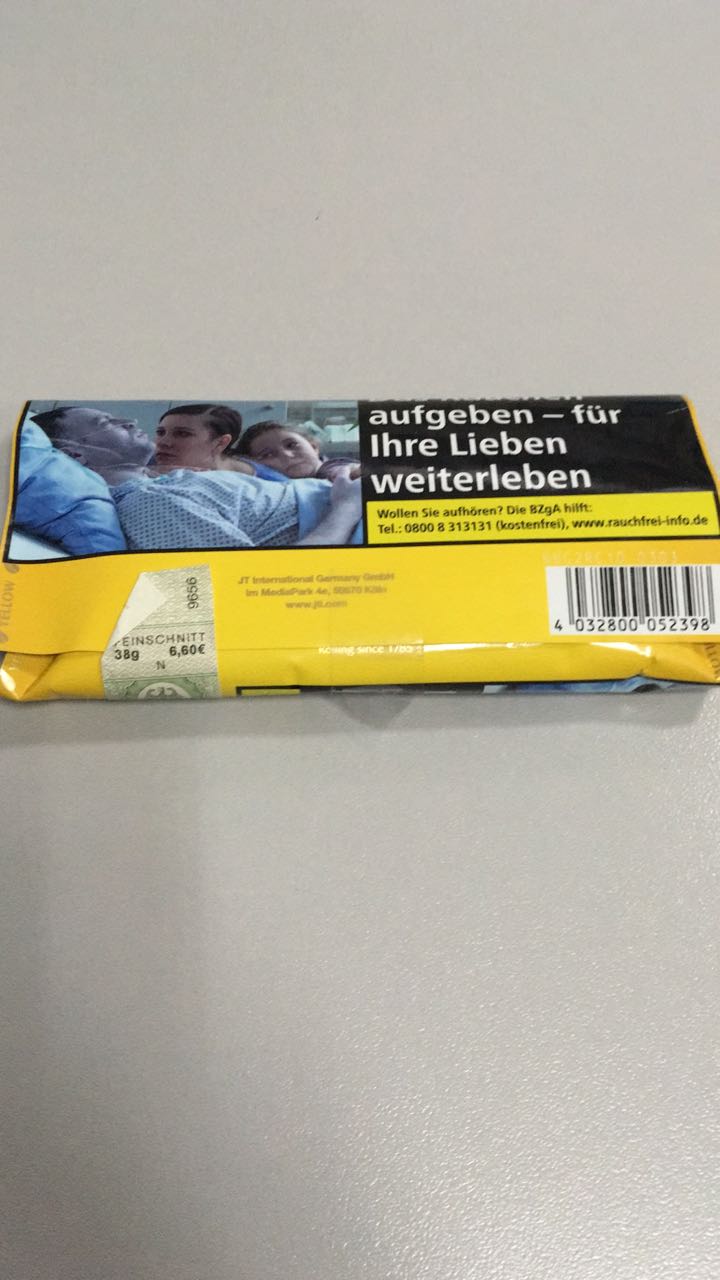 aufgeben – für
Ihre Lieben
weiterleben
Wollen Sie aufhören? Die BZgA hilft:
Tel.: 0800 8 313131 (kostenfrei), www.rauchfrei-info.de
YELLOW
9656
JT International Germany GmbH
Im MediaPark 4e, 50670 Köln
www.jti.com
4 032800 052398
FEINSCHNITT
38g 6,60€
N
since 1785